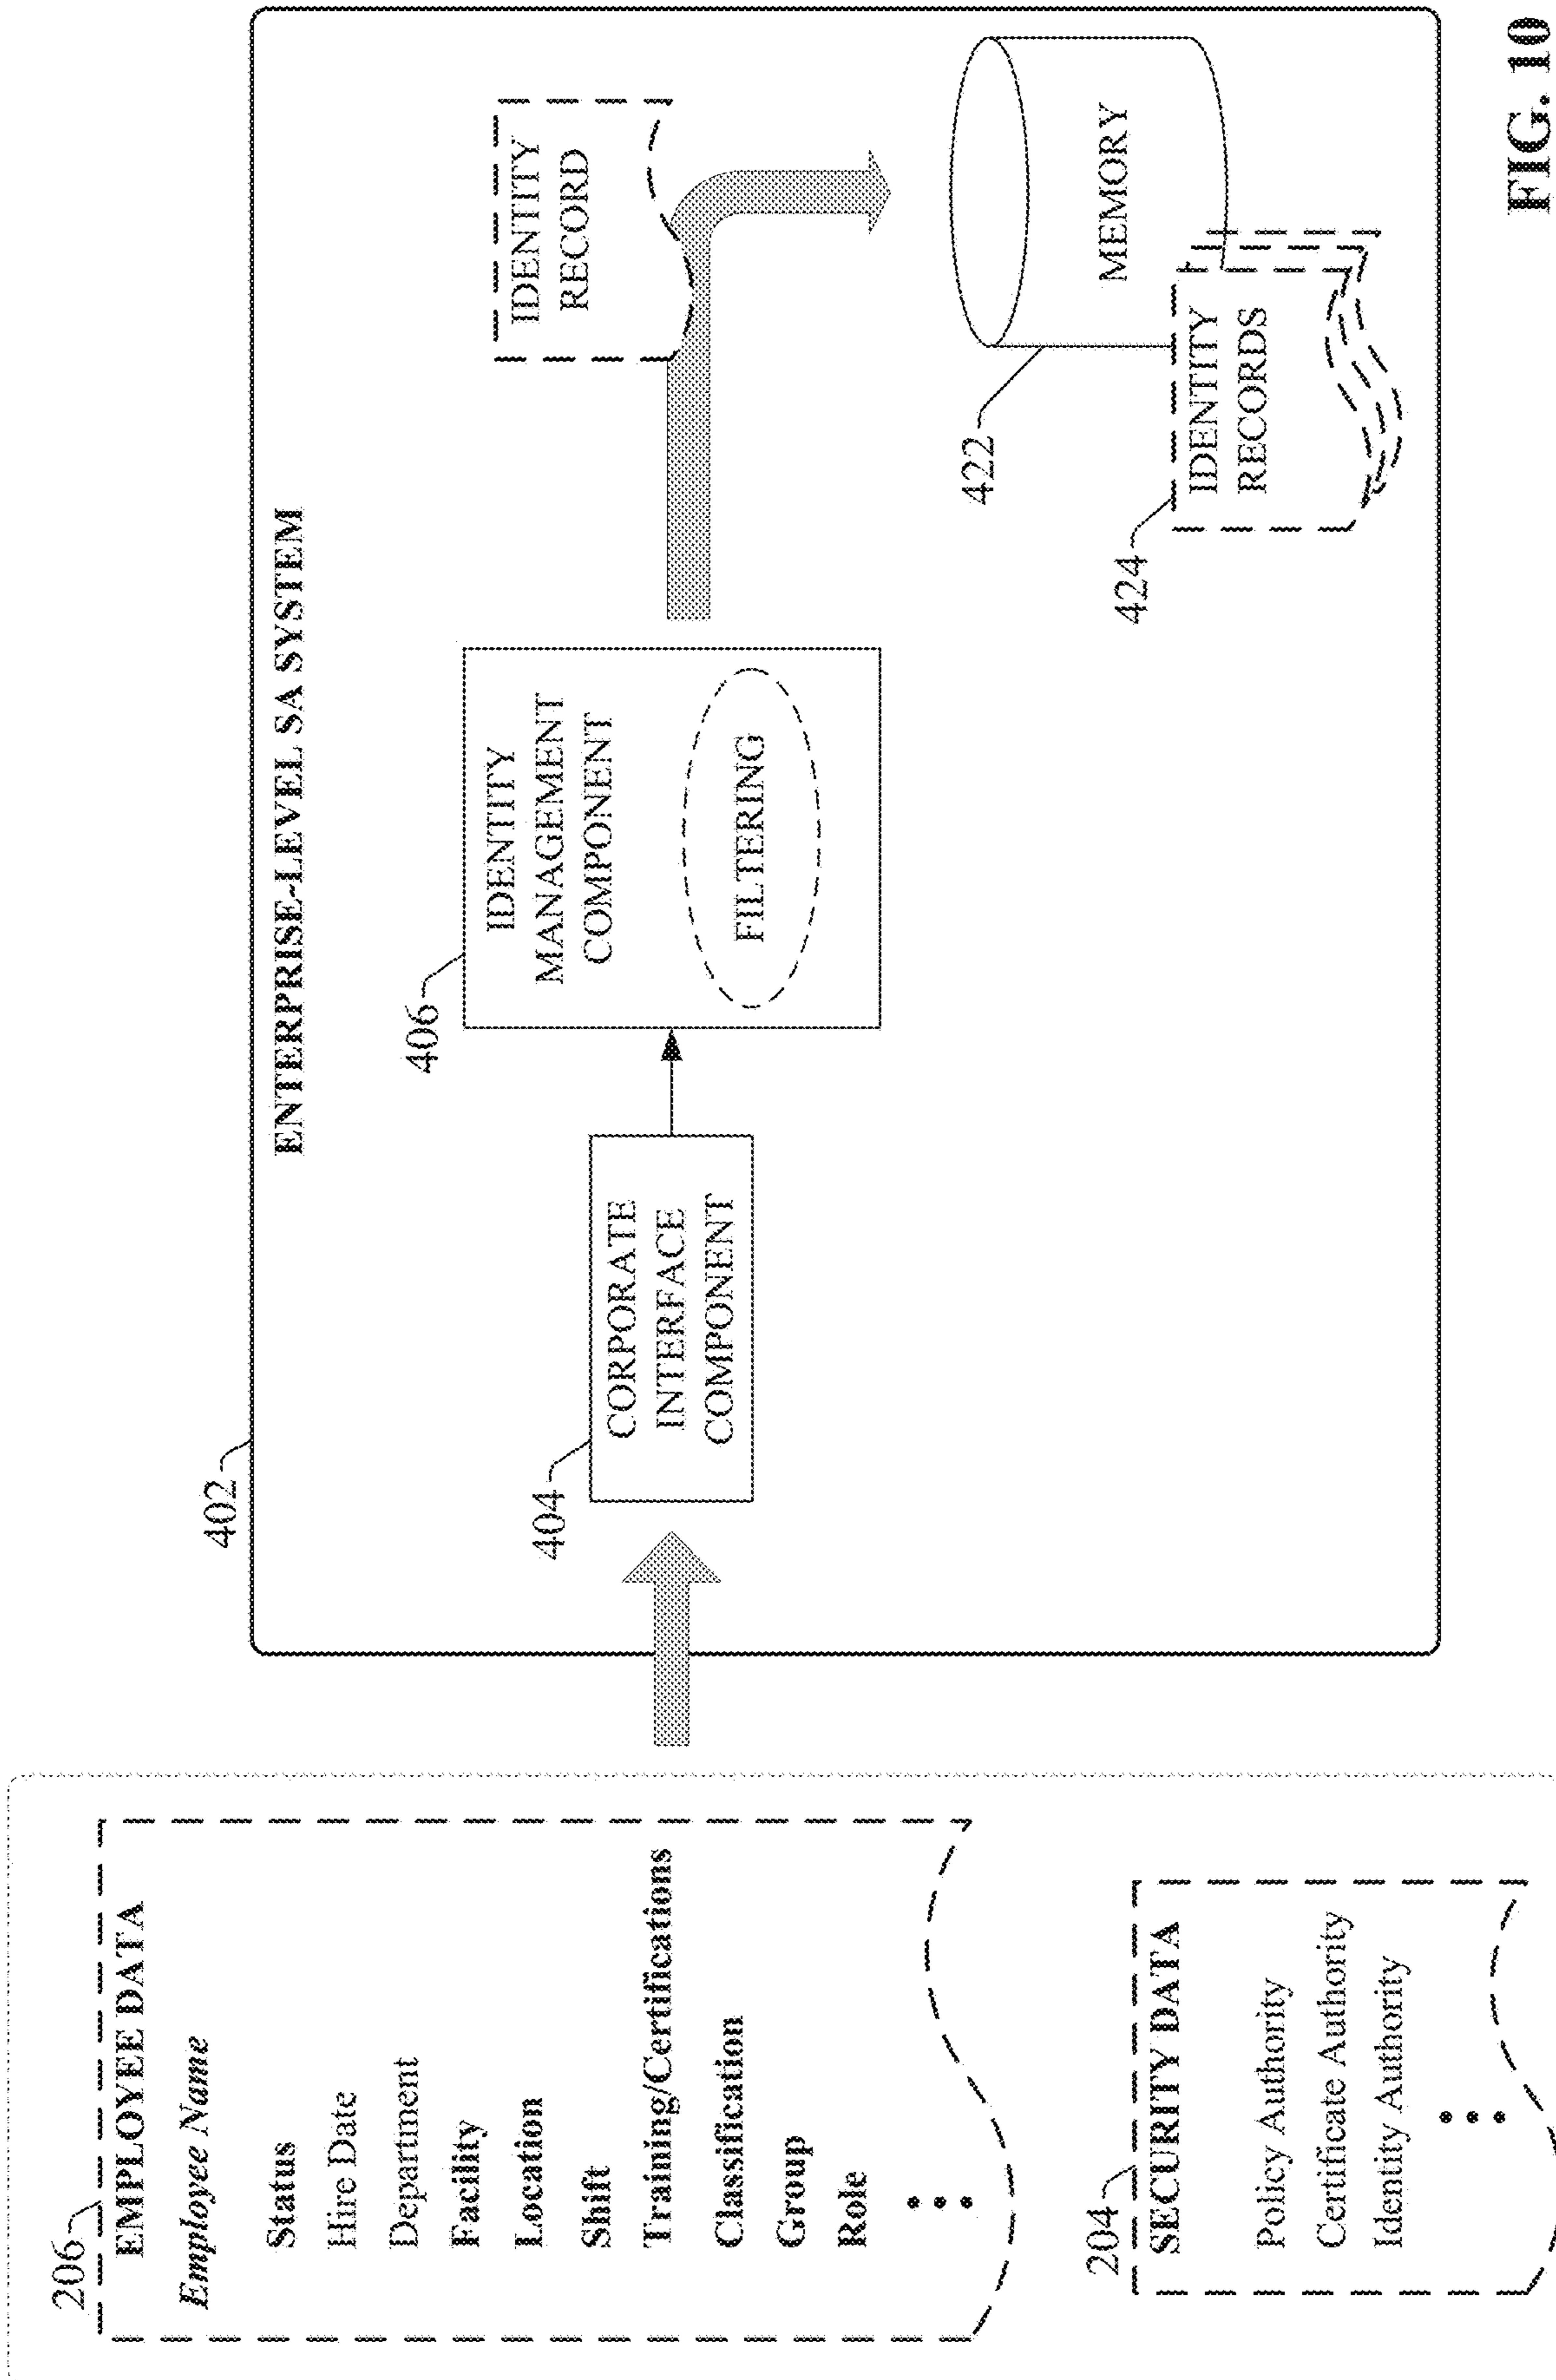 206
EMPLOYEE DATA
Employee Name
Status
Hire Date
Department
Facility
Location
Shift
Training/Certifications
Classification
Group
Role
204
SECURITY DATA
Policy Authority
Certificate Authority
Identity Authority
402
ENTERPRISE-LEVEL SA SYSTEM
404
CORPORATE
INTERFACE
COMPONENT
406
IDENTITY
MANAGEMENT
COMPONENT
FILTERING
IDENTITY
RECORD
422
MEMORY
424
IDENTITY
RECORDS
FIG. 10